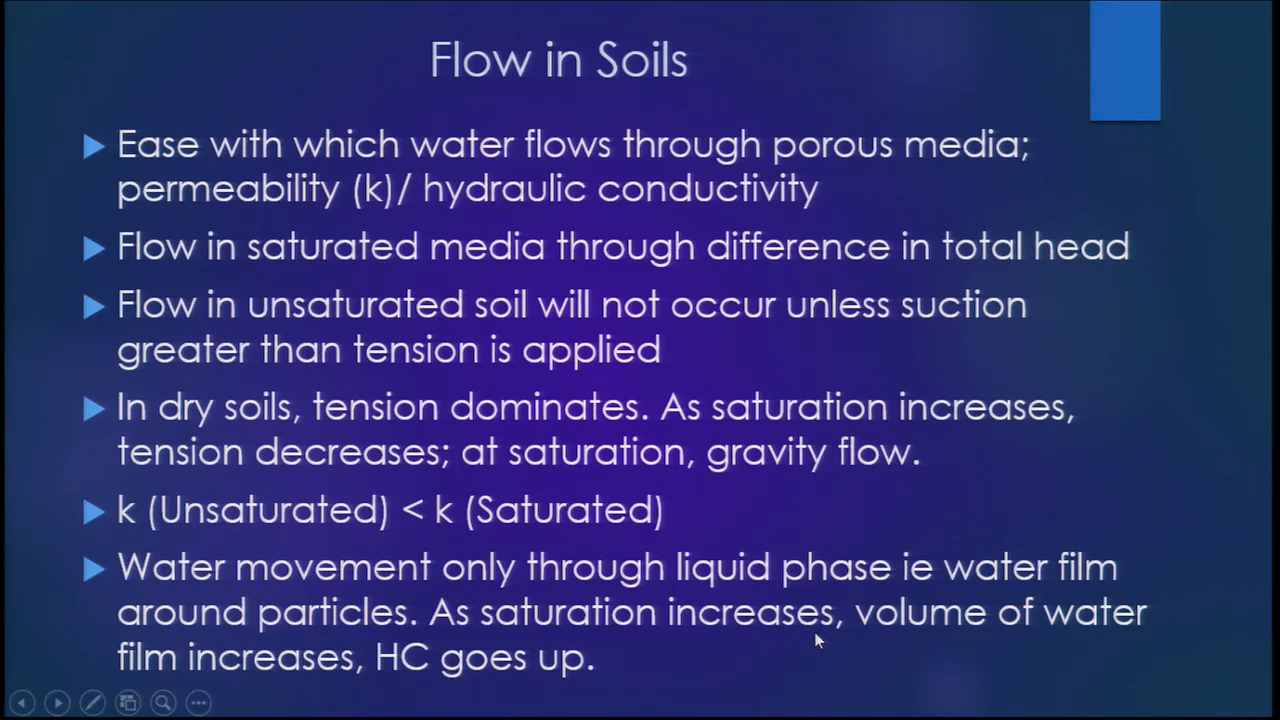 Flow in Soils
Ease with which water flows through porous media;
permeability (k)/ hydraulic conductivity
Flow in saturated media through difference in total head
Flow in unsaturated soil will not occur unless suction
greater than tension is applied
In dry soils, tension dominates. As saturation increases,
tension decreases; at saturation, gravity flow.
k (Unsaturated) < k (Saturated)
Water movement only through liquid phase ie water film
around particles. As saturation increases, volume of water
film increases, HC goes up.